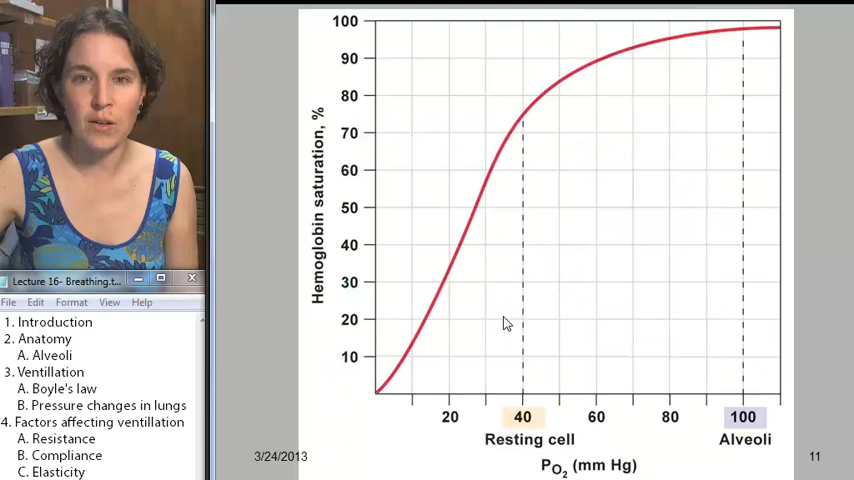 100
90
80
70
60
50
40
30
20
10
Hemoglobin saturation, %
20 40 60 80 100
Resting cell Alveoli
PO2 (mm Hg)
3/24/2013
11
Lecture 16- Breathing.t...
File Edit Format View Help
1. Introduction
2. Anatomy
A. Alveoli
3. Ventillation
A. Boyle's law
B. Pressure changes in lungs
4. Factors affecting ventillation
A. Resistance
B. Compliance
C. Elasticity